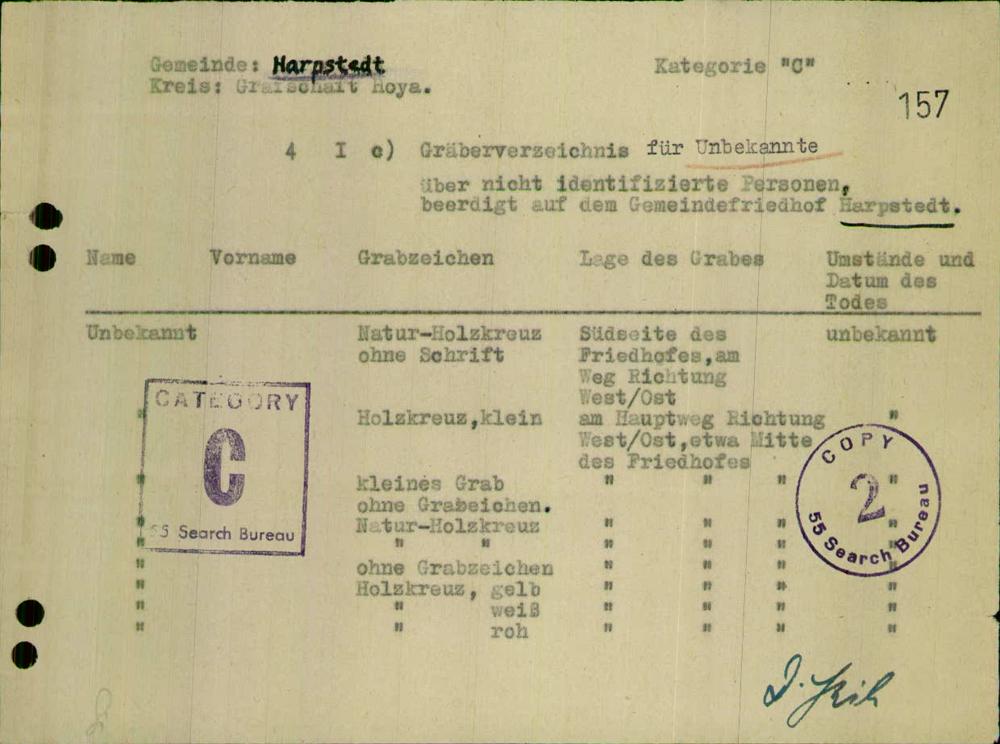 Gemeinde: Harpstedt Kategorie "C"
Kreis: Grafschaft Hoya.
157
4 I c) Gräberverzeichnis für Unbekannte
über nicht identifizierte Personen,
beerdigt auf dem Gemeindefriedhof Harpstedt.
Name Vorname Grabzeichen Lage des Grabes Umstände und
Datum des
Todes
Unbekannt Natur-Holzkreuz Südseite des unbekannt
ohne Schrift Friedhofes,am
Weg Richtung
West/Ost
" Holzkreuz,klein am Hauptweg Richtung "
West/Ost,etwa Mitte
des Friedhofes
" kleines Grab " " " "
ohne Grabeichen.
" Natur-Holzkreuz " " " "
" " " " " " "
" ohne Grabzeichen " " " "
" Holzkreuz, gelb " " " "
" " weiß " " " "
" " roh " " " "
CATEGORY
C
55 Search Bureau
COPY
2
55 Search Bureau